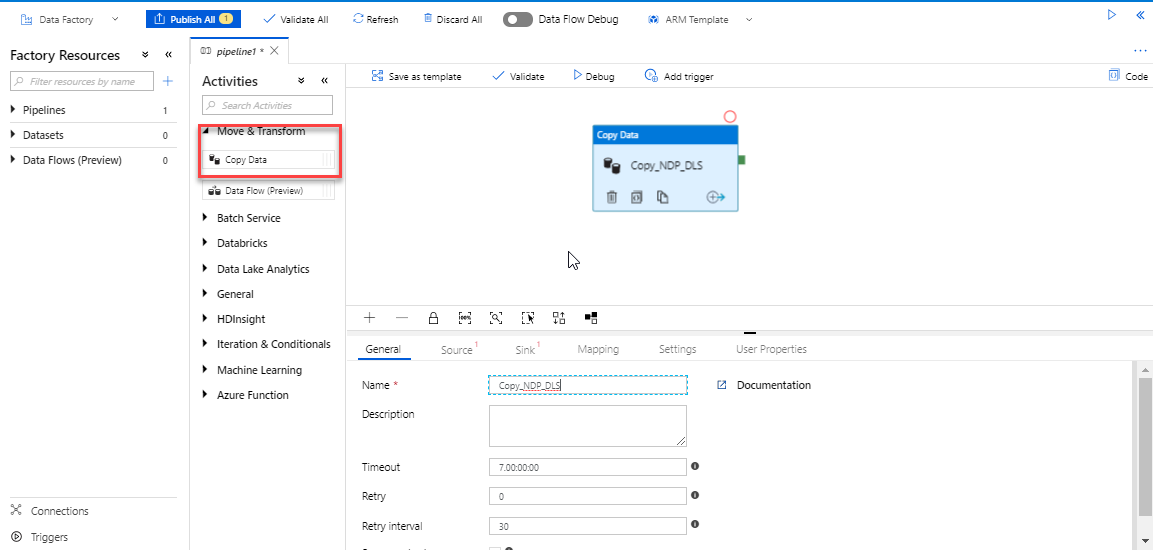 Data Factory
Publish All 1
Validate All
Refresh
Discard All
Data Flow Debug
ARM Template
Factory Resources
Filter resources by name
Pipelines 1
Datasets 0
Data Flows (Preview) 0
Connections
Triggers
pipeline1 *
Activities
Search Activities
Move & Transform
Copy Data
Data Flow (Preview)
Batch Service
Databricks
Data Lake Analytics
General
HDInsight
Iteration & Conditionals
Machine Learning
Azure Function
Save as template
Validate
Debug
Add trigger
Code
Copy Data
Copy_NDP_DLS
General
Source 1
Sink 1
Mapping
Settings
User Properties
Name * Copy_NDP_DLS
Documentation
Description
Timeout 7.00:00:00
Retry 0
Retry interval 30